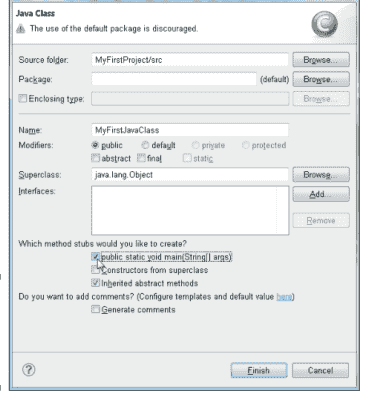 Java Class
The use of the default package is discouraged.
Source folder: MyFirstProject/src Browse...
Package: (default) Browse...
Enclosing type: Browse...
Name: MyFirstJavaClass
Modifiers: public default private protected
abstract final static
Superclass: java.lang.Object Browse...
Interfaces: Add...
Remove
Which method stubs would you like to create?
public static void main(String[] args)
Constructors from superclass
Inherited abstract methods
Do you want to add comments? (Configure templates and default value here)
Generate comments
? Finish Cancel